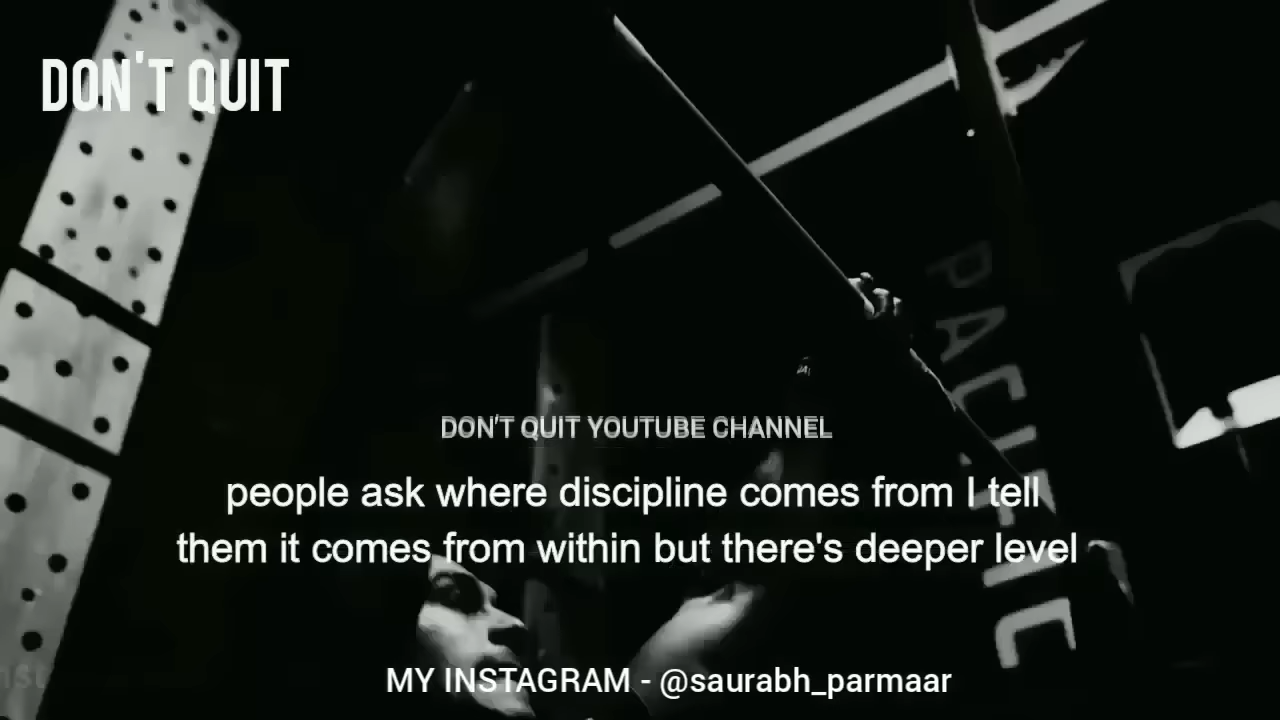 DON'T QUIT
PACIFIC
DON'T QUIT YOUTUBE CHANNEL
people ask where discipline comes from I tell
them it comes from within but there's deeper level
MY INSTAGRAM - @saurabh_parmaar